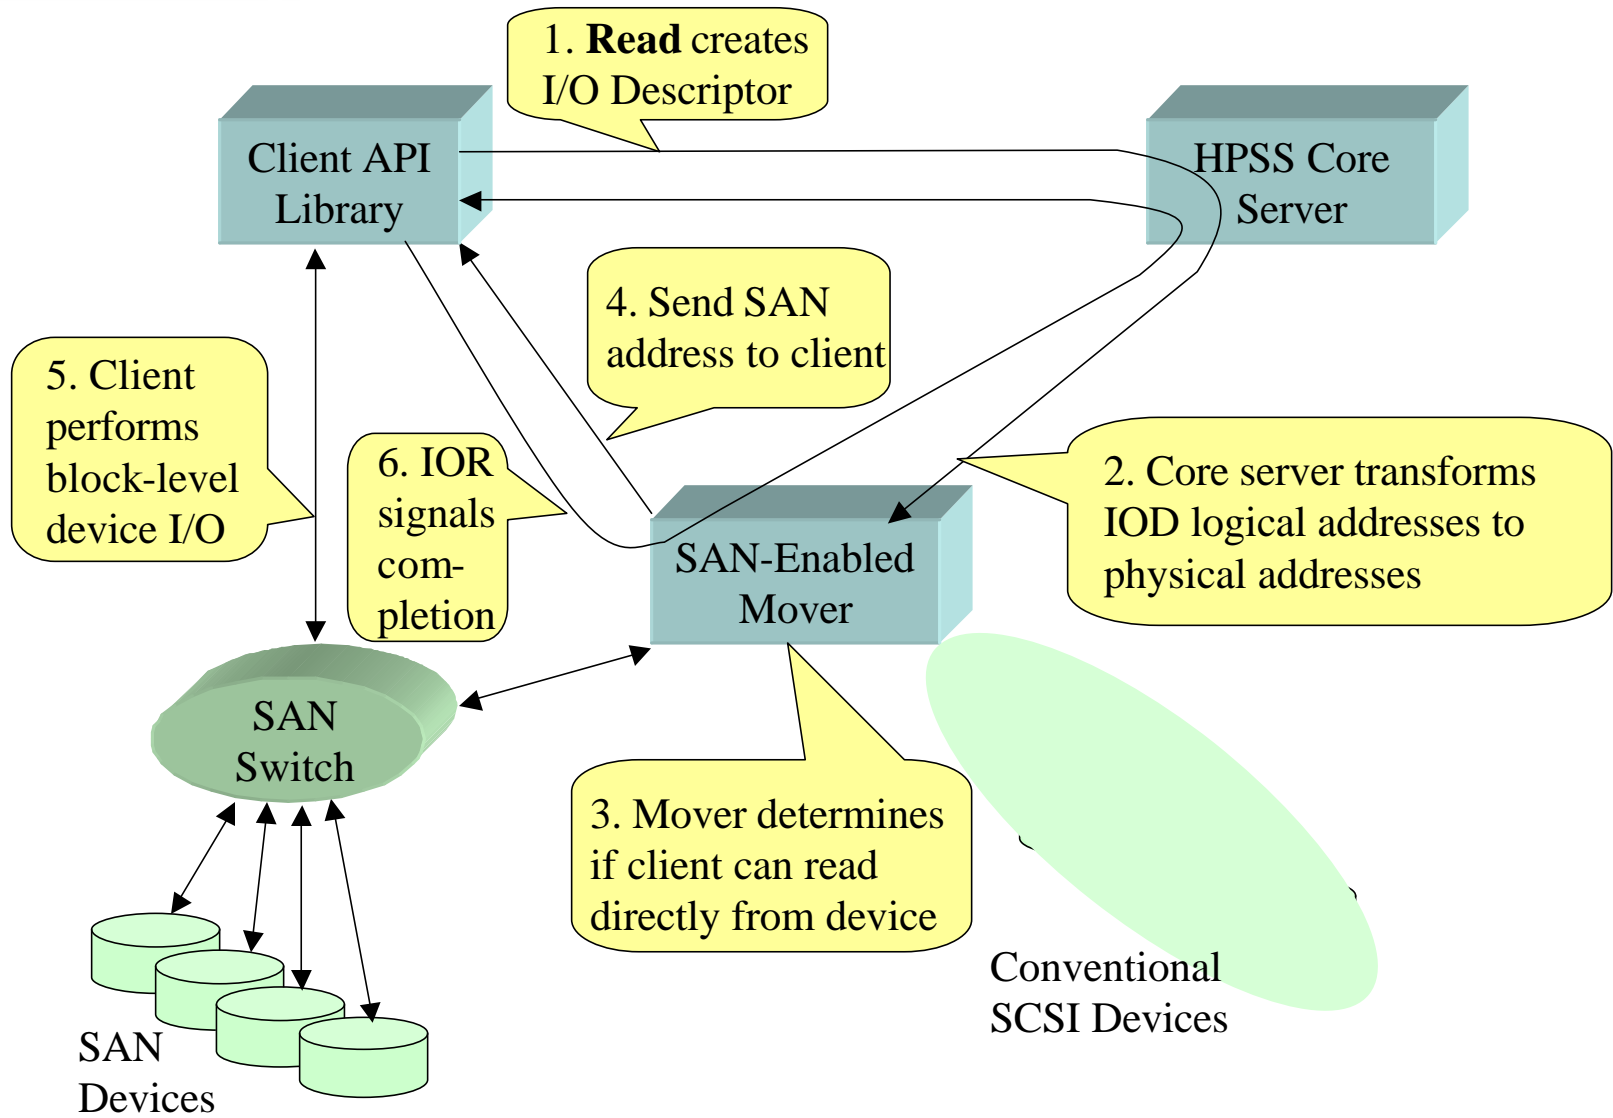 1. Read creates
I/O Descriptor
Client API
Library
HPSS Core
Server
4. Send SAN
address to client
5. Client
performs
block-level
device I/O
6. IOR
signals
com-
pletion
2. Core server transforms
IOD logical addresses to
physical addresses
SAN-Enabled
Mover
SAN
Switch
3. Mover determines
if client can read
directly from device
Conventional
SCSI Devices
SAN
Devices